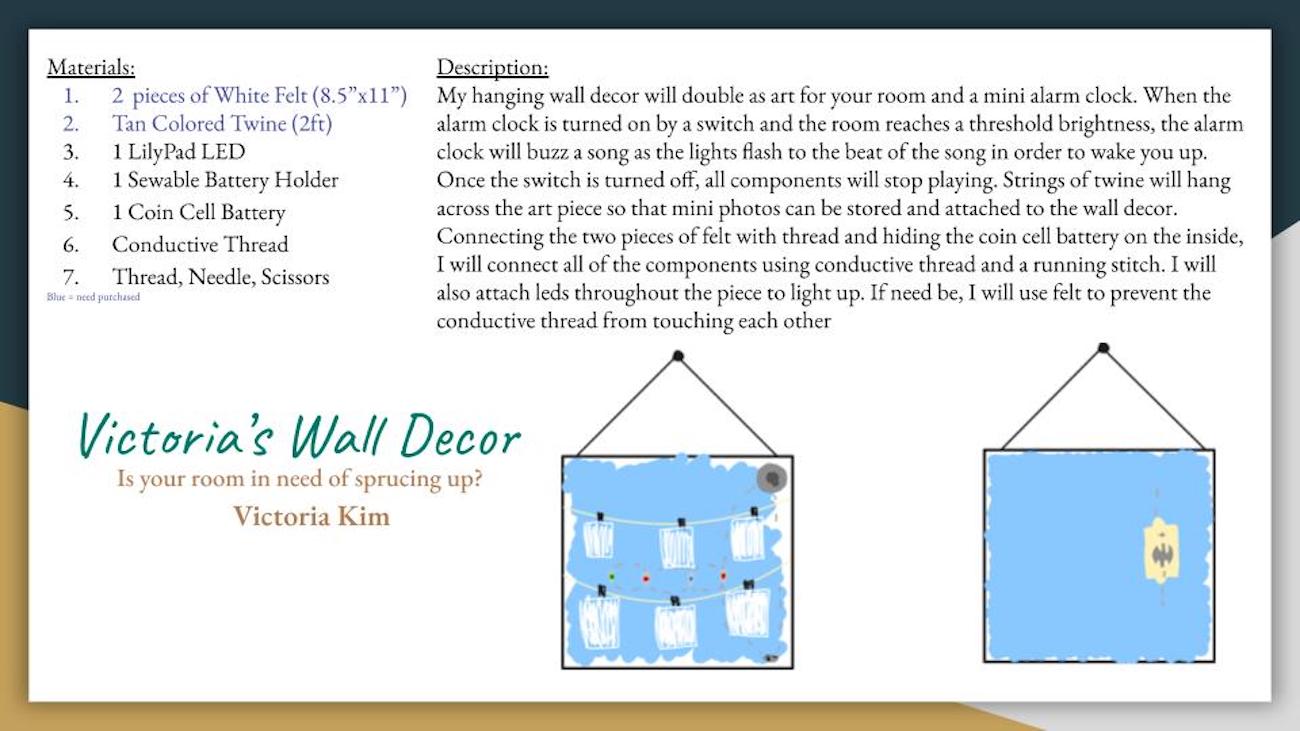 Materials:
1. 2 pieces of White Felt (8.5”x11”)
2. Tan Colored Twine (2ft)
3. 1 LilyPad LED
4. 1 Sewable Battery Holder
5. 1 Coin Cell Battery
6. Conductive Thread
7. Thread, Needle, Scissors
Blue = need purchased
Description:
My hanging wall decor will double as art for your room and a mini alarm clock. When the
alarm clock is turned on by a switch and the room reaches a threshold brightness, the alarm
clock will buzz a song as the lights flash to the beat of the song in order to wake you up.
Once the switch is turned off, all components will stop playing. Strings of twine will hang
across the art piece so that mini photos can be stored and attached to the wall decor.
Connecting the two pieces of felt with thread and hiding the coin cell battery on the inside,
I will connect all of the components using conductive thread and a running stitch. I will
also attach leds throughout the piece to light up. If need be, I will use felt to prevent the
conductive thread from touching each other
Victoria’s Wall Decor
Is your room in need of sprucing up?
Victoria Kim